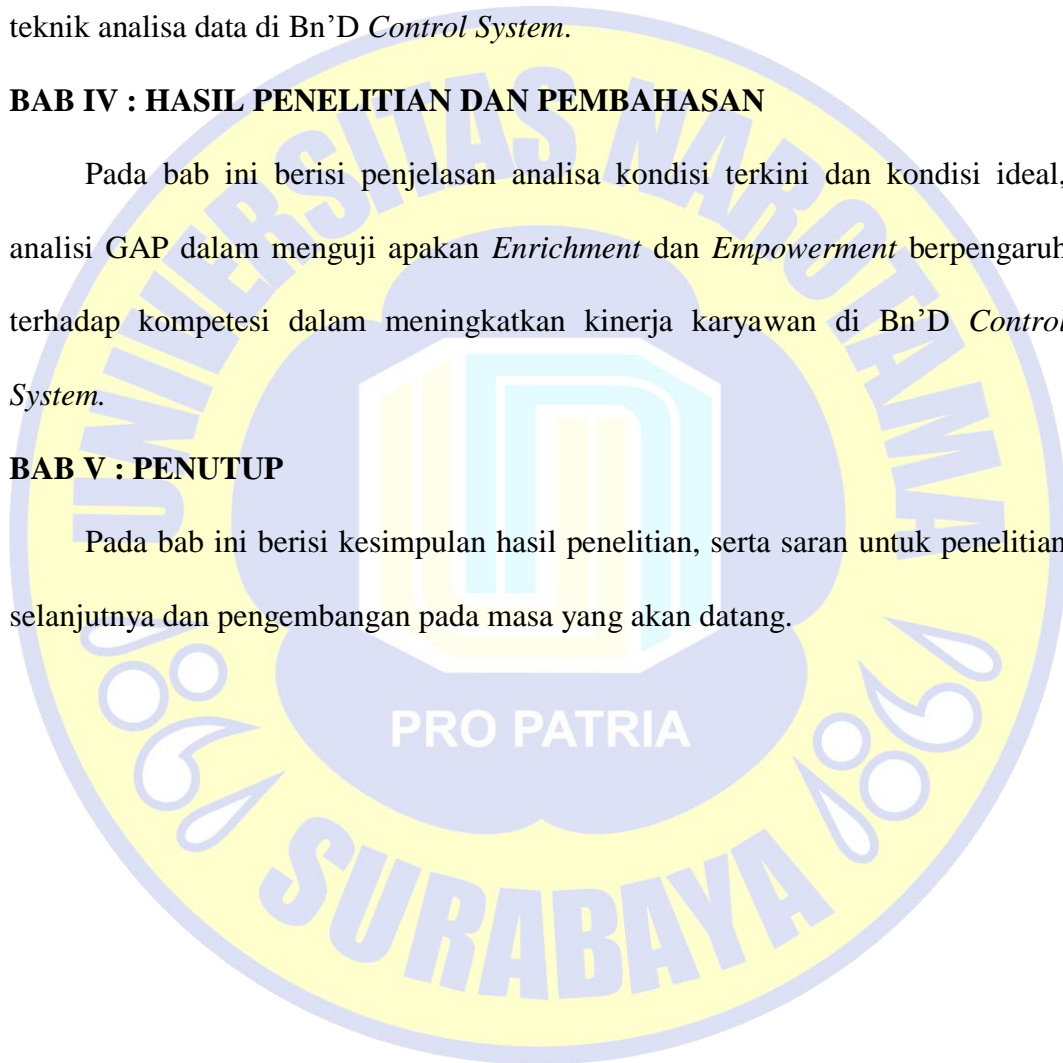 teknik analisa data di Bn’D Control System.
BAB IV : HASIL PENELITIAN DAN PEMBAHASAN
Pada bab ini berisi penjelasan analisa kondisi terkini dan kondisi ideal,
analisi GAP dalam menguji apakan Enrichment dan Empowerment berpengaruh
terhadap kompetesi dalam meningkatkan kinerja karyawan di Bn’D Control
System.
BAB V : PENUTUP
Pada bab ini berisi kesimpulan hasil penelitian, serta saran untuk penelitian
selanjutnya dan pengembangan pada masa yang akan datang.
UNIVERSITAS NAROTAMA
PRO PATRIA
SURABAYA